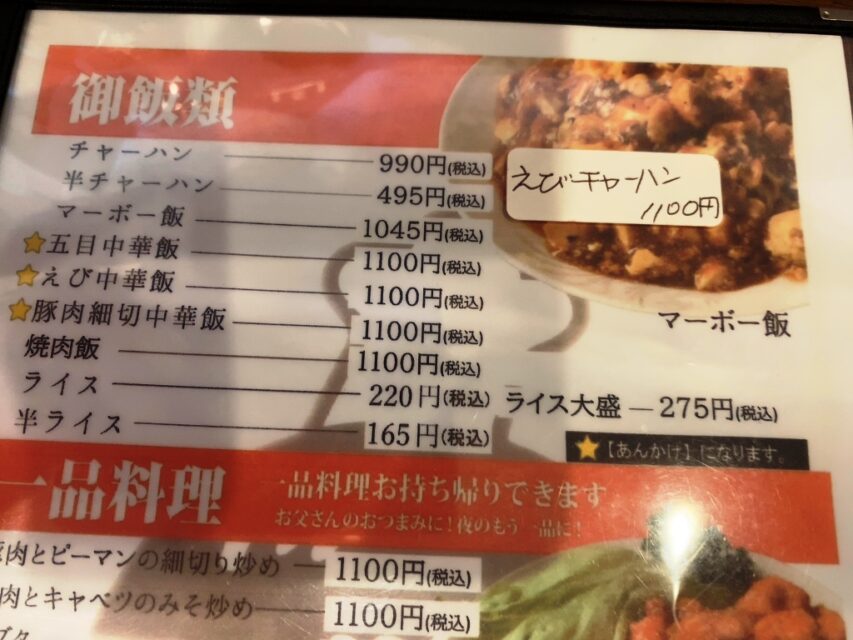 御飯類
チャーハン 990円(税込)
半チャーハン 495円(税込)
マーボー飯 1045円(税込)
★五目中華飯 1100円(税込)
★えび中華飯 1100円(税込)
★豚肉細切中華飯 1100円(税込)
焼肉飯 1100円(税込)
ライス 220円(税込)
半ライス 165円(税込)
えびチャーハン
1100円
マーボー飯
ライス大盛 275円(税込)
★【あんかけ】になります。
一品料理
一品料理お持ち帰りできます
お父さんのおつまみに!夜のもう一品に!
肉とピーマンの細切り炒め 1100円(税込)
肉とキャベツのみそ炒め 1100円(税込)